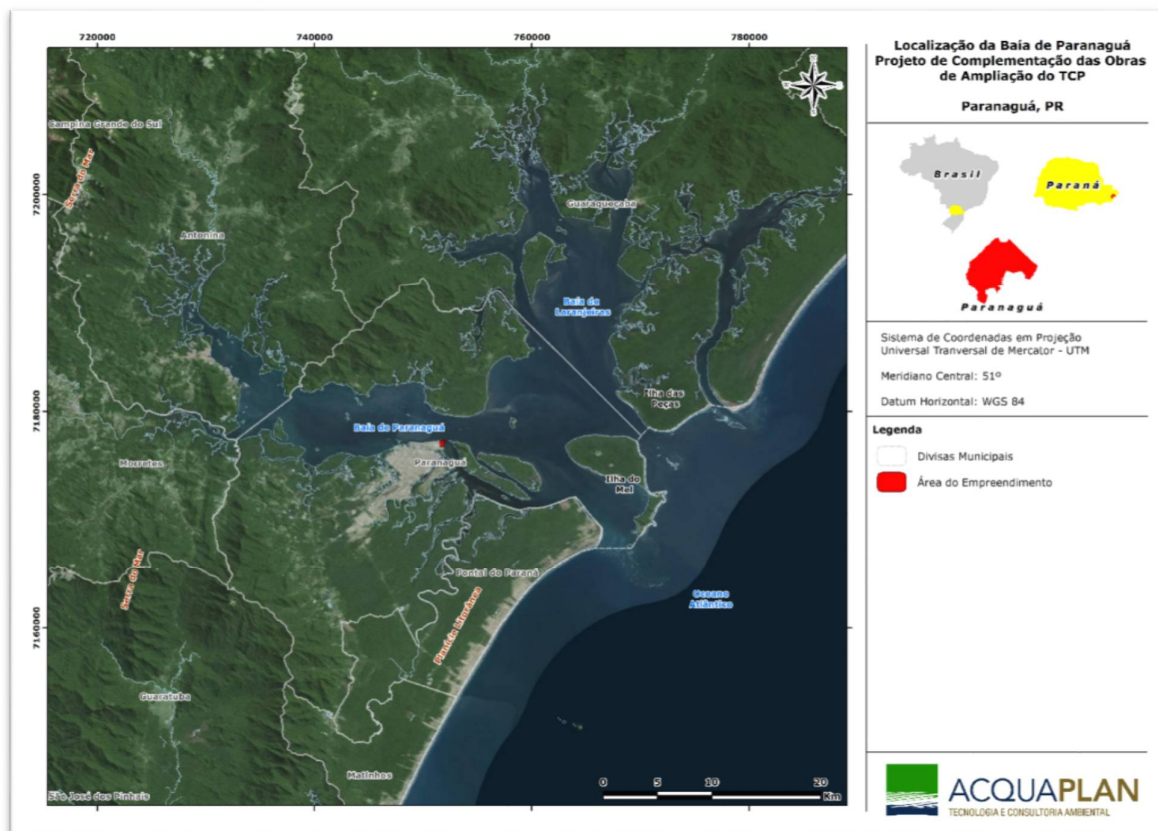 720000
740000
760000
780000
7200000
7180000
7160000
7200000
7180000
7160000
Campina Grande do Sul
Serra do Mar
Antonina
Guaraqueçaba
Baía de
Laranjeiras
Ilha das
Peças
Baía de Paranaguá
Paranaguá
Morretes
Ilha do
Mel
Serra do Mar
Pontal do Paraná
Planície Litorânea
Oceano
Atlântico
Guaratuba
Matinhos
São José dos Pinhais
0 5 10 20
Km
Localização da Baía de Paranaguá
Projeto de Complementação das Obras
de Ampliação do TCP
Paranaguá, PR
Brasil
Paraná
Paranaguá
Sistema de Coordenadas em Projeção
Universal Tranversal de Mercator - UTM
Meridiano Central: 51º
Datum Horizontal: WGS 84
Legenda
Divisas Municipais
Área do Empreendimento
ACQUAPLAN
TECNOLOGIA E CONSULTORIA AMBIENTAL